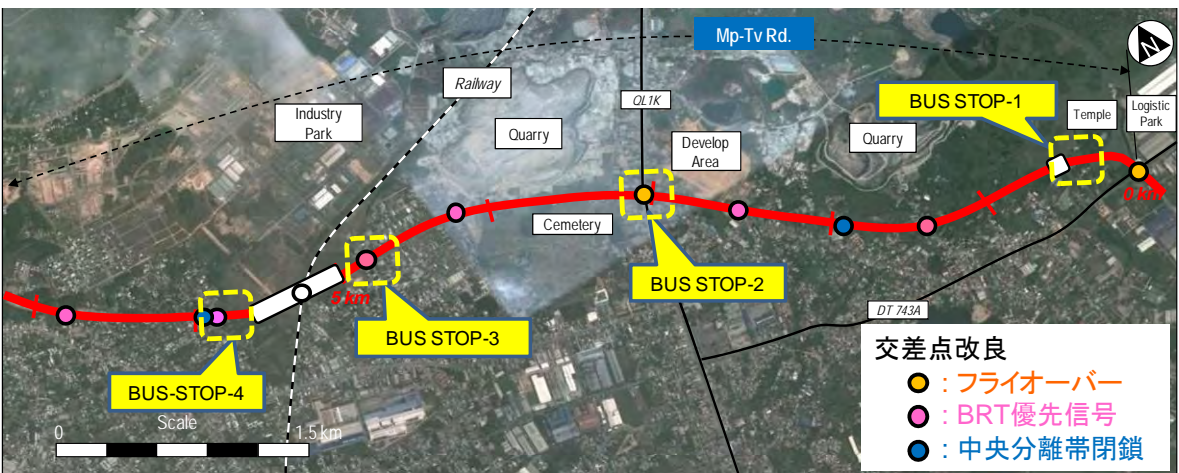 Mp-Tv Rd.
N
Railway
QL1K
BUS STOP-1
Temple
Logistic
Park
Industry
Park
Quarry
Develop
Area
Quarry
0 km
Cemetery
BUS STOP-2
5 km
BUS STOP-3
DT 743A
BUS-STOP-4
Scale
0
1.5 km
交差点改良
：フライオーバー
：BRT優先信号
：中央分離帯閉鎖